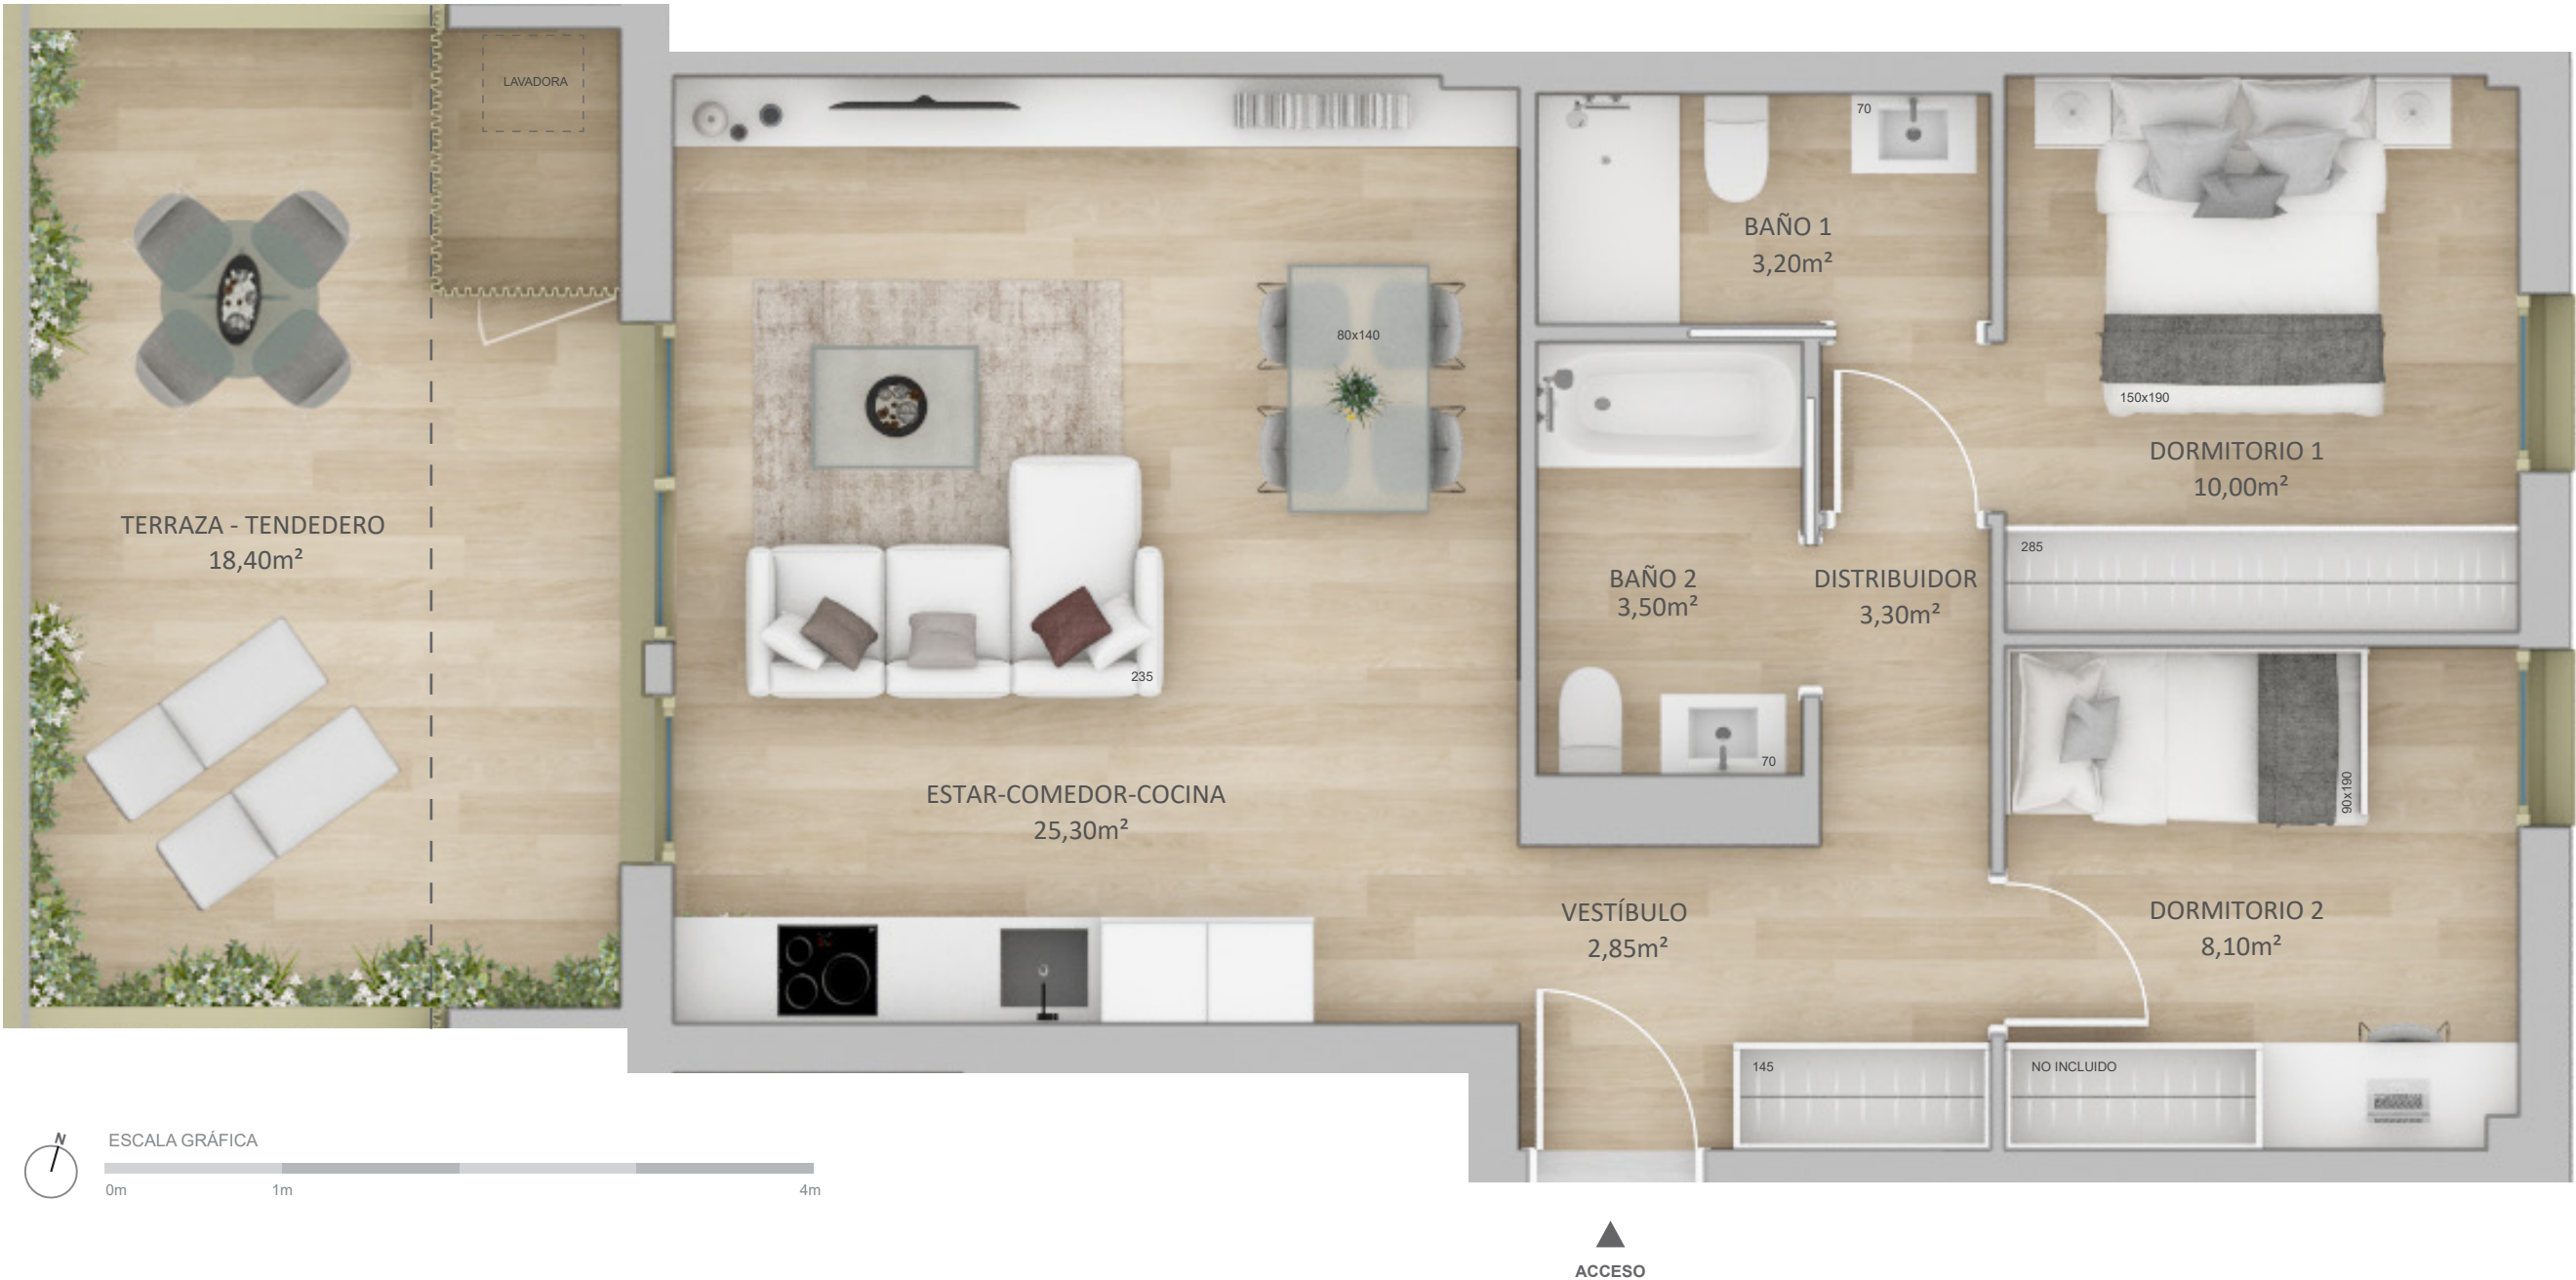 LAVADORA
70
BAÑO 1
3,20m²
80x140
150x190
DORMITORIO 1
10,00m²
TERRAZA - TENDEDERO
18,40m²
285
BAÑO 2
3,50m²
DISTRIBUIDOR
3,30m²
235
70
90x190
ESTAR-COMEDOR-COCINA
25,30m²
VESTÍBULO
2,85m²
DORMITORIO 2
8,10m²
145
NO INCLUIDO
N
ESCALA GRÁFICA
0m
1m
4m
ACCESO